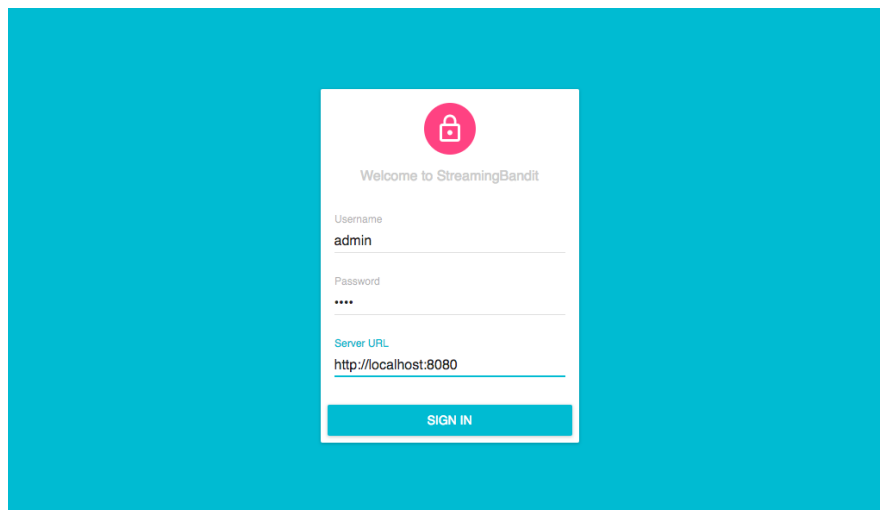 Welcome to StreamingBandit
Username
admin
Password
••••
Server URL
http://localhost:8080
SIGN IN